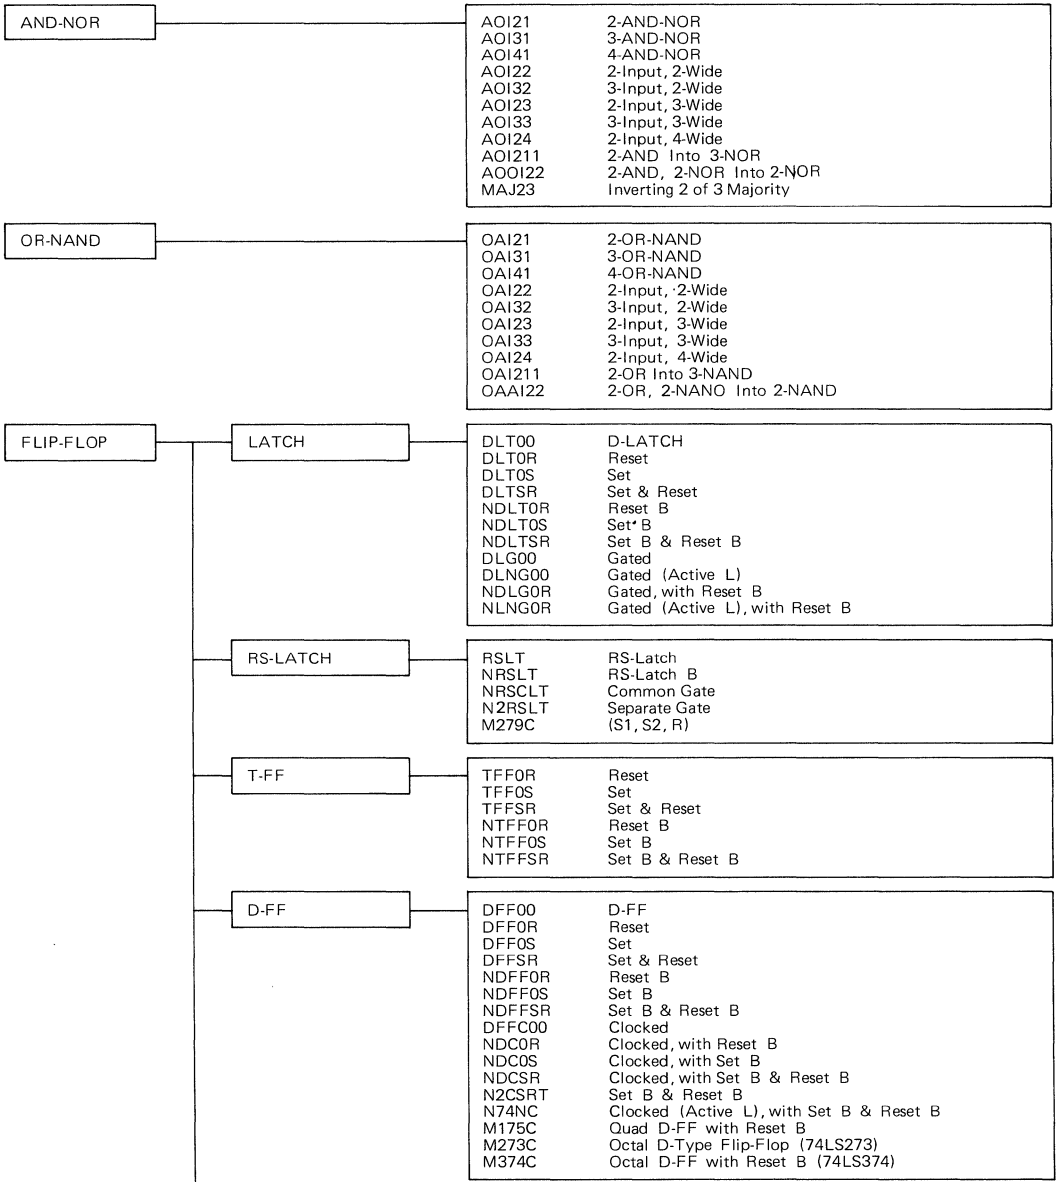 AND-NOR
AOI21 2-AND-NOR
AOI31 3-AND-NOR
AOI41 4-AND-NOR
AOI22 2-Input, 2-Wide
AOI32 3-Input, 2-Wide
AOI23 2-Input, 3-Wide
AOI33 3-Input, 3-Wide
AOI24 2-Input, 4-Wide
AOI211 2-AND Into 3-NOR
AOOI22 2-AND, 2-NOR Into 2-NOR
MAJ23 Inverting 2 of 3 Majority
OR-NAND
OAI21 2-OR-NAND
OAI31 3-OR-NAND
OAI41 4-OR-NAND
OAI22 2-Input, 2-Wide
OAI32 3-Input, 2-Wide
OAI23 2-Input, 3-Wide
OAI33 3-Input, 3-Wide
OAI24 2-Input, 4-Wide
OAI211 2-OR Into 3-NAND
OAAI22 2-OR, 2-NANO Into 2-NAND
FLIP-FLOP
LATCH
DLT00 D-LATCH
DLT0R Reset
DLT0S Set
DLTSR Set & Reset
NDLT0R Reset B
NDLT0S Set B
NDLTSR Set B & Reset B
DLG00 Gated
DLNG00 Gated (Active L)
NDLG0R Gated, with Reset B
NLNG0R Gated (Active L), with Reset B
RS-LATCH
RSLT RS-Latch
NRSLT RS-Latch B
NRSCLT Common Gate
N2RSLT Separate Gate
M279C (S1, S2, R)
T-FF
TFF0R Reset
TFF0S Set
TFFSR Set & Reset
NTFF0R Reset B
NTFF0S Set B
NTFFSR Set B & Reset B
D-FF
DFF00 D-FF
DFF0R Reset
DFF0S Set
DFFSR Set & Reset
NDFF0R Reset B
NDFF0S Set B
NDFFSR Set B & Reset B
DFFC00 Clocked
NDC0R Clocked, with Reset B
NDC0S Clocked, with Set B
NDCSR Clocked, with Set B & Reset B
N2CSRT Set B & Reset B
N74NC Clocked (Active L), with Set B & Reset B
M175C Quad D-FF with Reset B
M273C Octal D-Type Flip-Flop (74LS273)
M374C Octal D-FF with Reset B (74LS374)